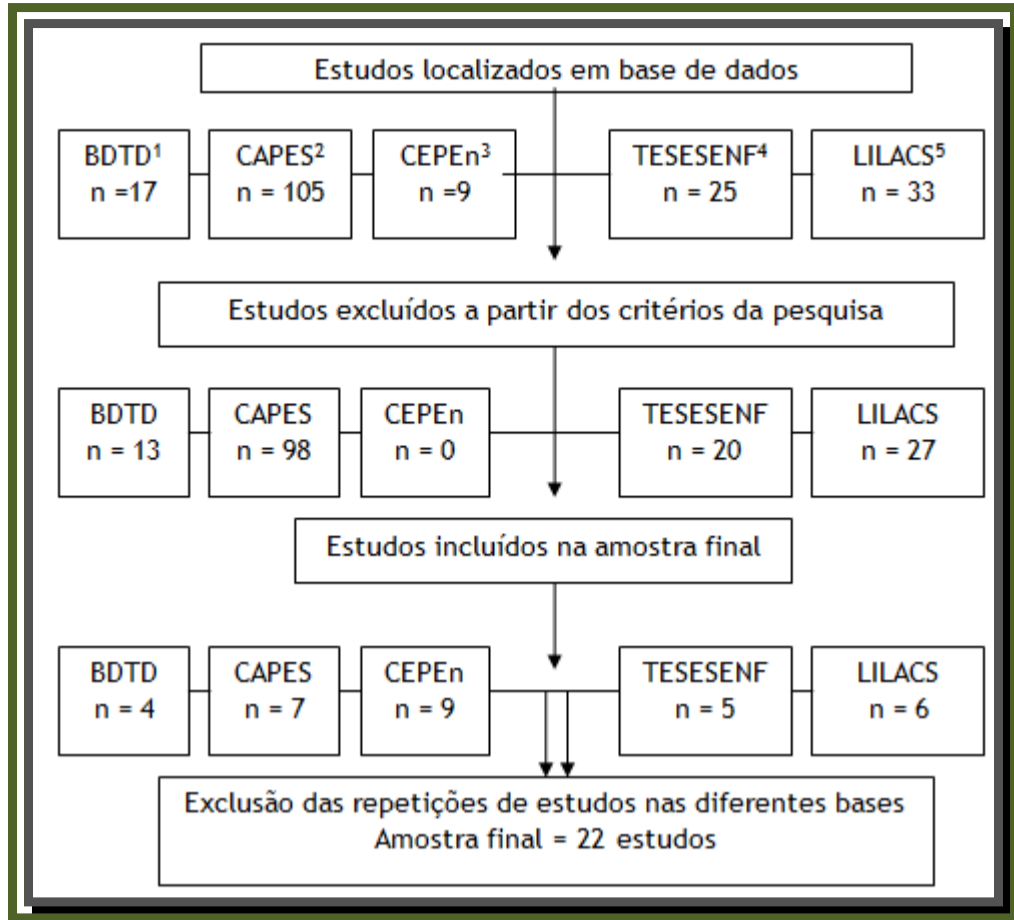 Estudos localizados em base de dados
BDTD¹
n =17
CAPES²
n = 105
CEPEn³
n =9
TESESENF⁴
n = 25
LILACS⁵
n = 33
Estudos excluídos a partir dos critérios da pesquisa
BDTD
n = 13
CAPES
n = 98
CEPEn
n = 0
TESESENF
n = 20
LILACS
n = 27
Estudos incluídos na amostra final
BDTD
n = 4
CAPES
n = 7
CEPEn
n = 9
TESESENF
n = 5
LILACS
n = 6
Exclusão das repetições de estudos nas diferentes bases
Amostra final = 22 estudos